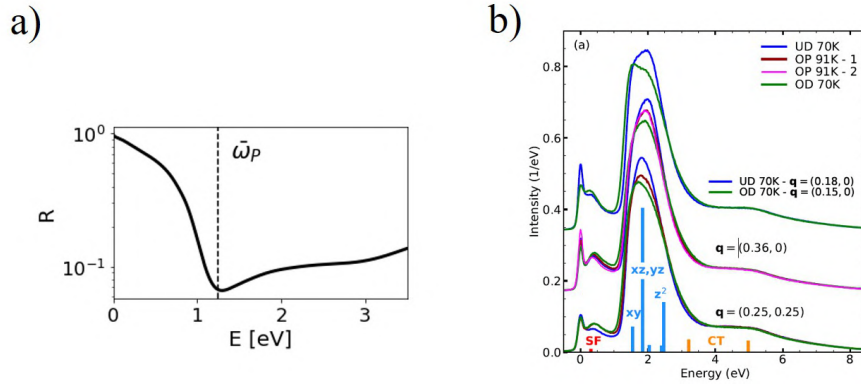 a)
b)
R
10⁰
10⁻¹
ω̄_P
0
1
2
3
E [eV]
(a)
UD 70K
OP 91K - 1
OP 91K - 2
OD 70K
UD 70K - q = (0.18, 0)
OD 70K - q = (0.15, 0)
q = (0.36, 0)
q = (0.25, 0.25)
xz,yz
z²
xy
SF
CT
Intensity (1/eV)
0.8
0.6
0.4
0.2
0.0
0
2
4
6
8
Energy (eV)